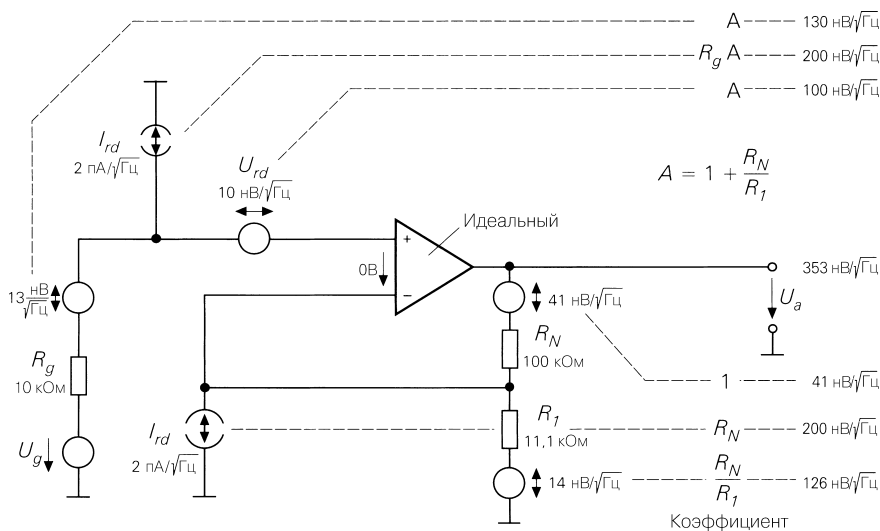 A 130 нВ/√Гц
R_g A 200 нВ/√Гц
A 100 нВ/√Гц
I_rd
2 пА/√Гц
U_rd
10 нВ/√Гц
A = 1 + R_N/R_1
Идеальный
+
0В
−
353 нВ/√Гц
13 нВ/√Гц
41 нВ/√Гц
U_a
R_N
100 кОм
R_g
10 кОм
1 41 нВ/√Гц
I_rd
2 пА/√Гц
R_1
11,1 кОм
R_N 200 нВ/√Гц
U_g
14 нВ/√Гц
R_N/R_1 126 нВ/√Гц
Коэффициент